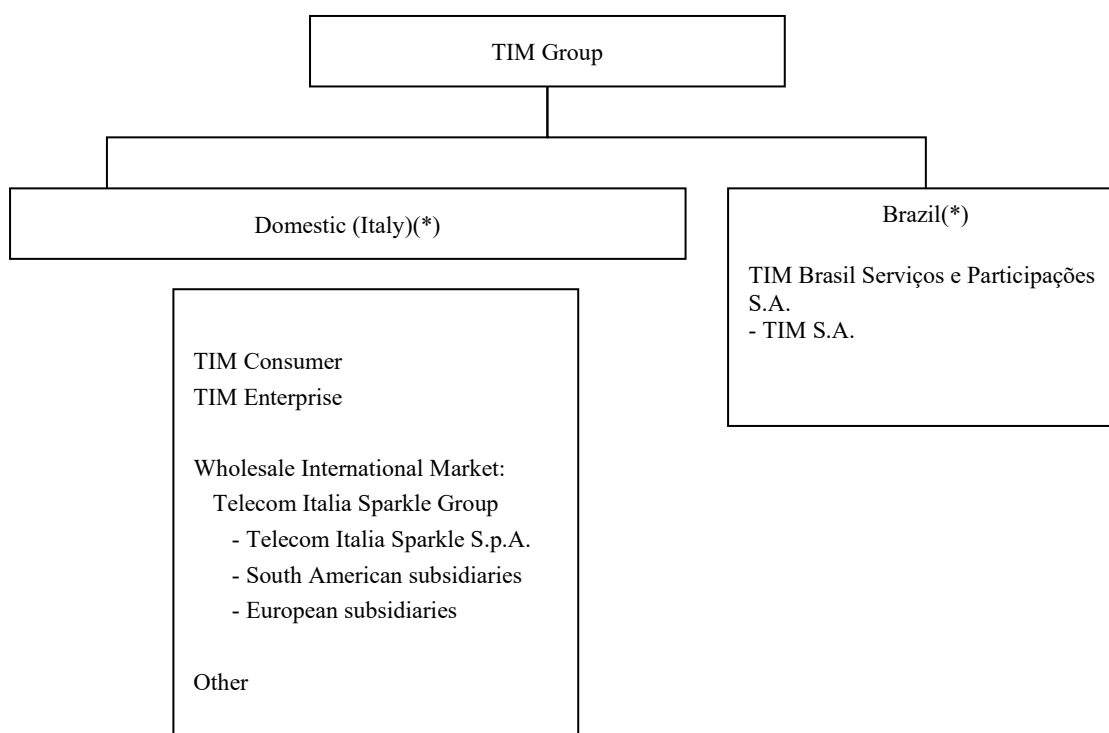 TIM Group
Domestic (Italy)(*)
Brazil(*)
TIM Brasil Serviços e Participações
S.A.
- TIM S.A.
TIM Consumer
TIM Enterprise
Wholesale International Market:
Telecom Italia Sparkle Group
- Telecom Italia Sparkle S.p.A.
- South American subsidiaries
- European subsidiaries
Other